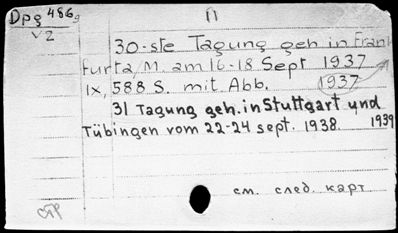 Dpg 486g
V2
П
30-ste Tagung geh in Frank
furt a/M. am 16-18 Sept 1937
IX, 588 S. mit Abb. 1937
31 Tagung geh. in Stuttgart und
Tübingen vom 22-24 sept. 1938. 1939
см. след. карт